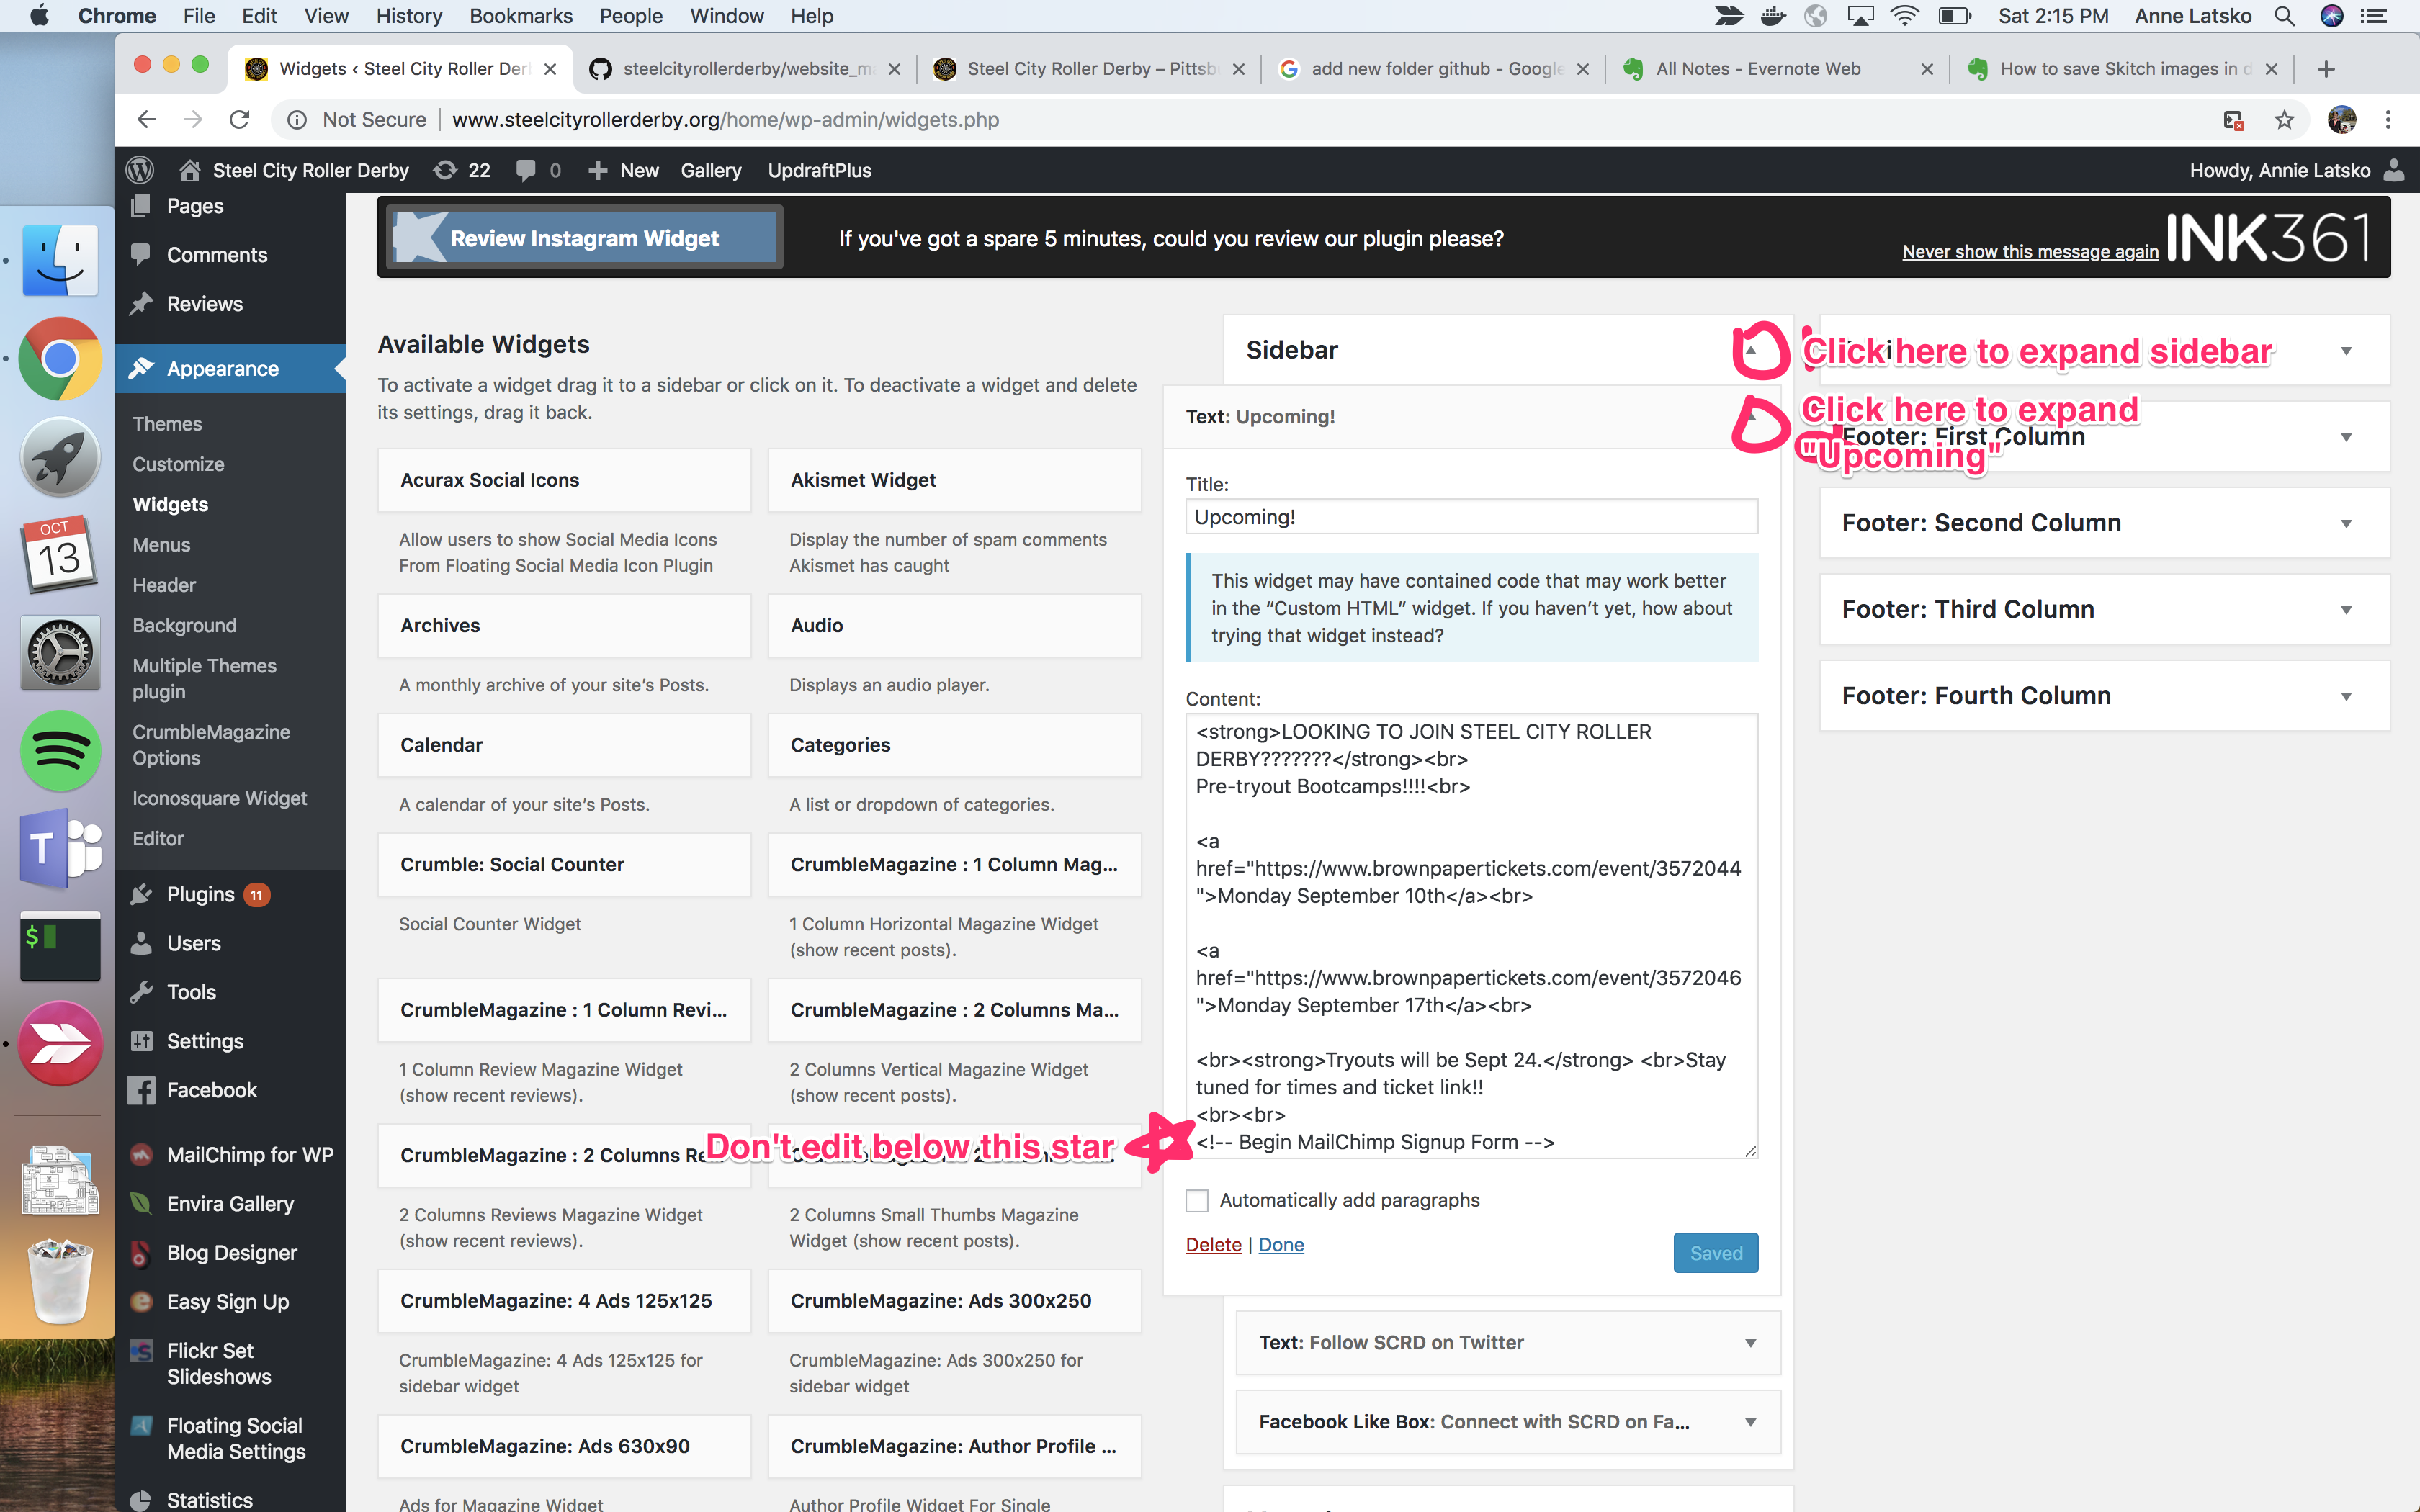 Chrome File Edit View History Bookmarks People Window Help
Sat 2:15 PM Anne Latsko
Widgets ‹ Steel City Roller Der
steelcityrollerderby/website_m
Steel City Roller Derby – Pittsb
add new folder github - Google
All Notes - Evernote Web
How to save Skitch images in d
Not Secure www.steelcityrollerderby.org/home/wp-admin/widgets.php
Steel City Roller Derby 22 0 New Gallery UpdraftPlus
Howdy, Annie Latsko
Pages
Comments
Reviews
Appearance
Themes
Customize
Widgets
Menus
Header
Background
Multiple Themes
plugin
CrumbleMagazine
Options
Iconosquare Widget
Editor
Plugins 11
Users
Tools
Settings
Facebook
MailChimp for WP
Envira Gallery
Blog Designer
Easy Sign Up
Flickr Set
Slideshows
Floating Social
Media Settings
Statistics
OCT
13
T
$
PDF
Review Instagram Widget
If you've got a spare 5 minutes, could you review our plugin please?
Never show this message again
INK361
Available Widgets
To activate a widget drag it to a sidebar or click on it. To deactivate a widget and delete
its settings, drag it back.
Acurax Social Icons
Allow users to show Social Media Icons
From Floating Social Media Icon Plugin
Akismet Widget
Display the number of spam comments
Akismet has caught
Archives
A monthly archive of your site's Posts.
Audio
Displays an audio player.
Calendar
A calendar of your site's Posts.
Categories
A list or dropdown of categories.
Crumble: Social Counter
Social Counter Widget
CrumbleMagazine : 1 Column Mag...
1 Column Horizontal Magazine Widget
(show recent posts).
CrumbleMagazine : 1 Column Revi...
1 Column Review Magazine Widget
(show recent reviews).
CrumbleMagazine : 2 Columns Ma...
2 Columns Vertical Magazine Widget
(show recent posts).
CrumbleMagazine : 2 Columns Re
2 Columns Reviews Magazine Widget
(show recent reviews).
2 Columns Small Thumbs Magazine
Widget (show recent posts).
Don't edit below this star
CrumbleMagazine: 4 Ads 125x125
CrumbleMagazine: 4 Ads 125x125 for
sidebar widget
CrumbleMagazine: Ads 300x250
CrumbleMagazine: Ads 300x250 for
sidebar widget
CrumbleMagazine: Ads 630x90
Ads for Magazine Widget
CrumbleMagazine: Author Profile ...
Author Profile Widget For Single
Sidebar
Text: Upcoming!
Title:
Upcoming!
This widget may have contained code that may work better
in the “Custom HTML” widget. If you haven’t yet, how about
trying that widget instead?
Content:
<strong>LOOKING TO JOIN STEEL CITY ROLLER
DERBY???????</strong><br>
Pre-tryout Bootcamps!!!!<br>
<a
href="https://www.brownpapertickets.com/event/3572044
">Monday September 10th</a><br>
<a
href="https://www.brownpapertickets.com/event/3572046
">Monday September 17th</a><br>
<br><strong>Tryouts will be Sept 24.</strong> <br>Stay
tuned for times and ticket link!!
<br><br>
<!-- Begin MailChimp Signup Form -->
Automatically add paragraphs
Delete | Done
Saved
Text: Follow SCRD on Twitter
Facebook Like Box: Connect with SCRD on Fa...
Click here to expand sidebar
Click here to expand
"Upcoming"
Footer: First Column
Footer: Second Column
Footer: Third Column
Footer: Fourth Column